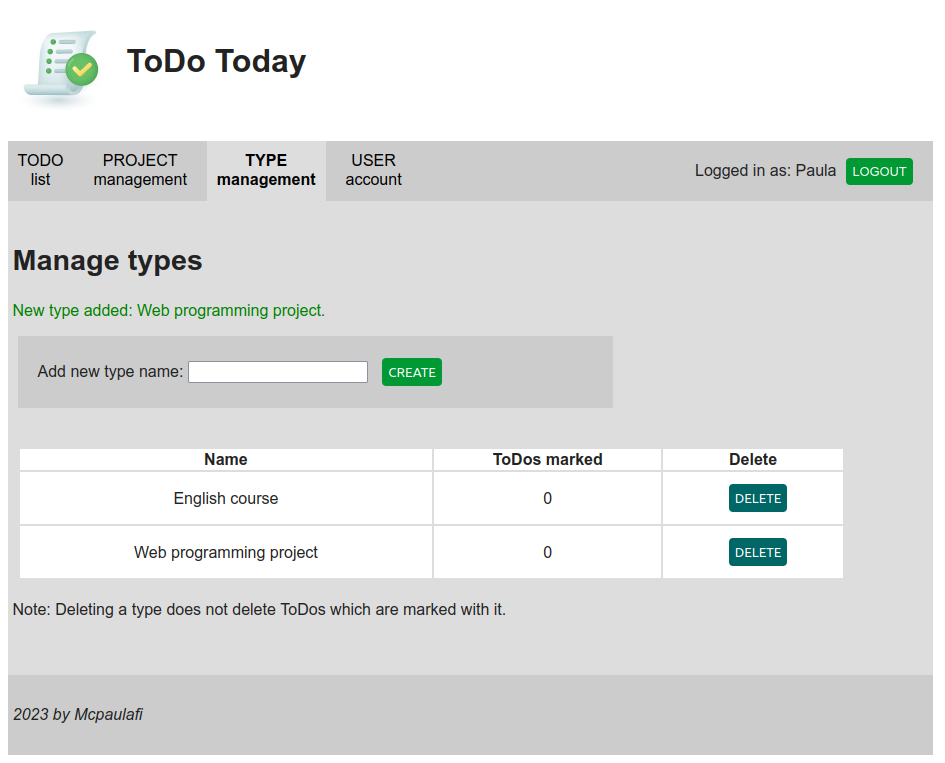 ToDo Today
TODO
list
PROJECT
management
TYPE
management
USER
account
Logged in as: Paula
LOGOUT
Manage types
New type added: Web programming project.
Add new type name:
CREATE
Name ToDos marked Delete
English course 0 DELETE
Web programming project 0 DELETE
Note: Deleting a type does not delete ToDos which are marked with it.
2023 by Mcpaulafi